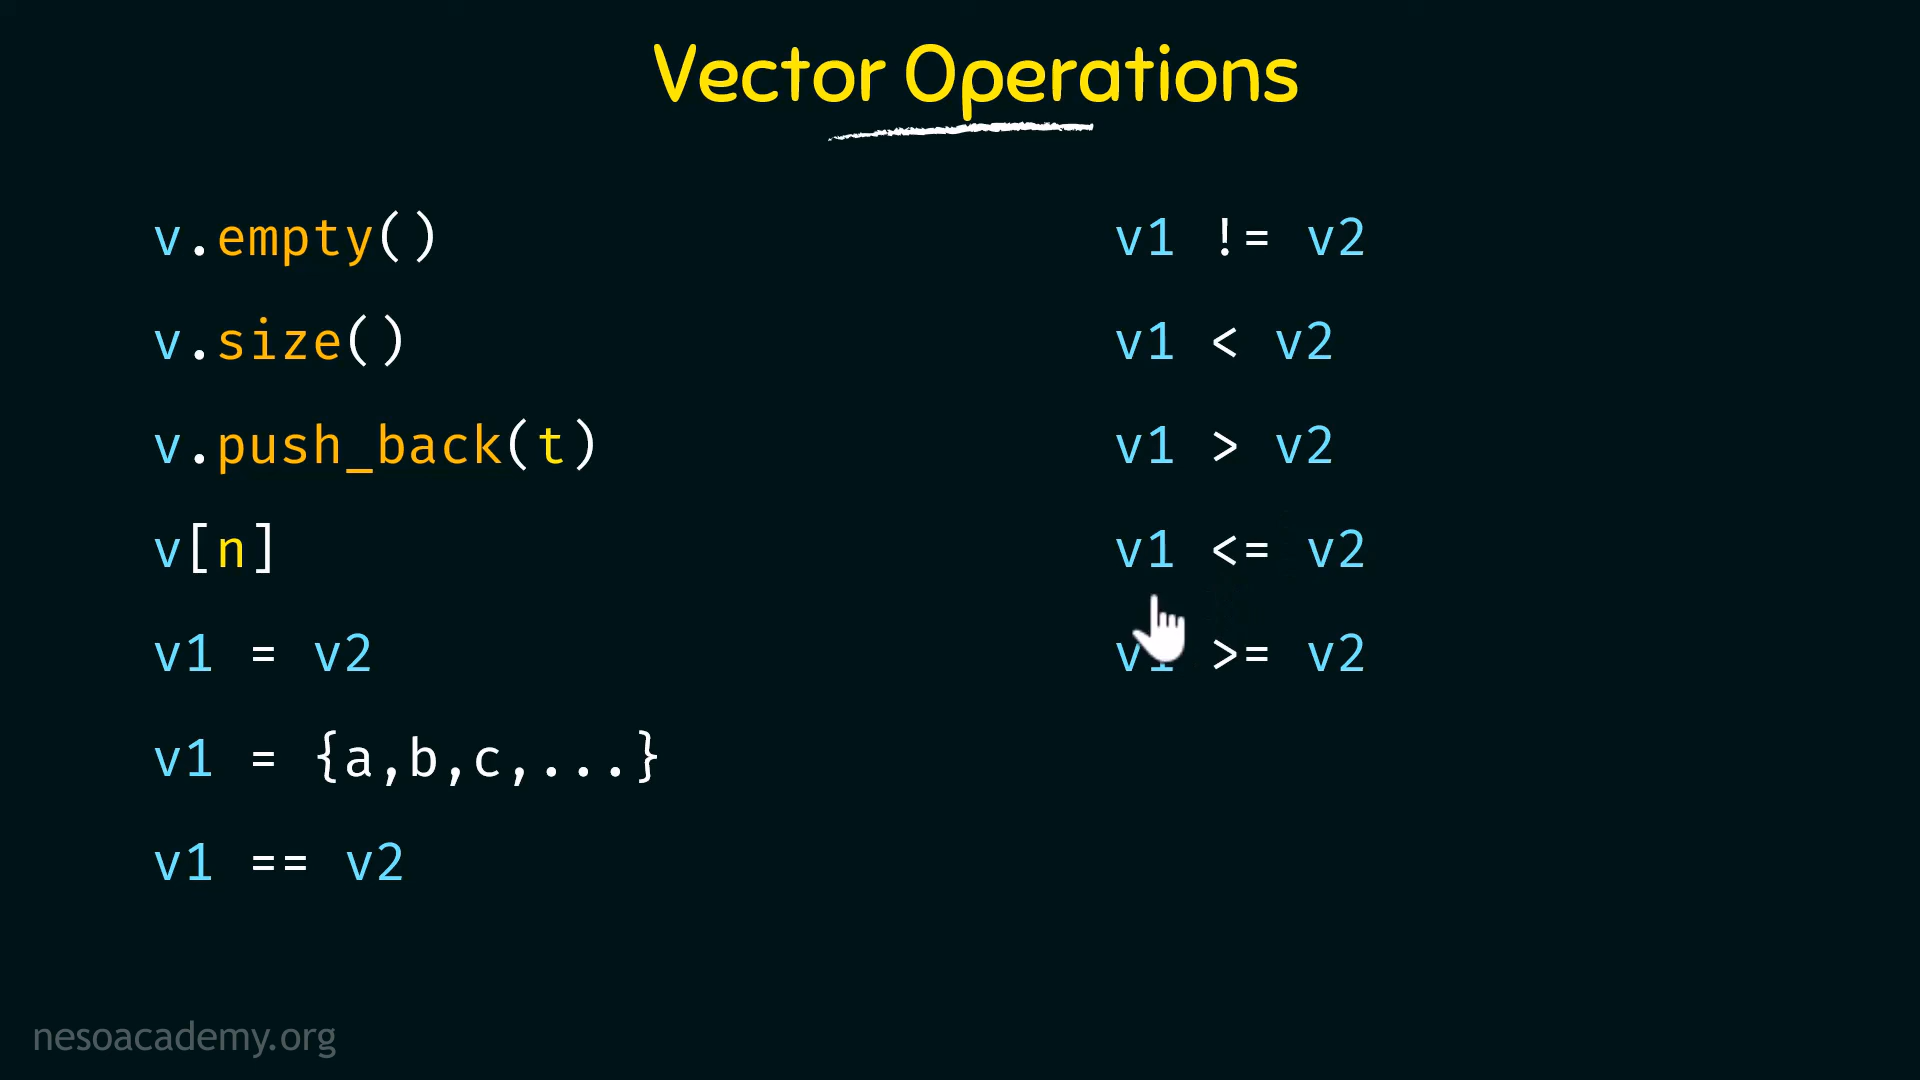 Vector Operations
v.empty()
v.size()
v.push_back(t)
v[n]
v1 = v2
v1 = {a,b,c,...}
v1 == v2
v1 != v2
v1 < v2
v1 > v2
v1 <= v2
v1 >= v2
nesoacademy.org